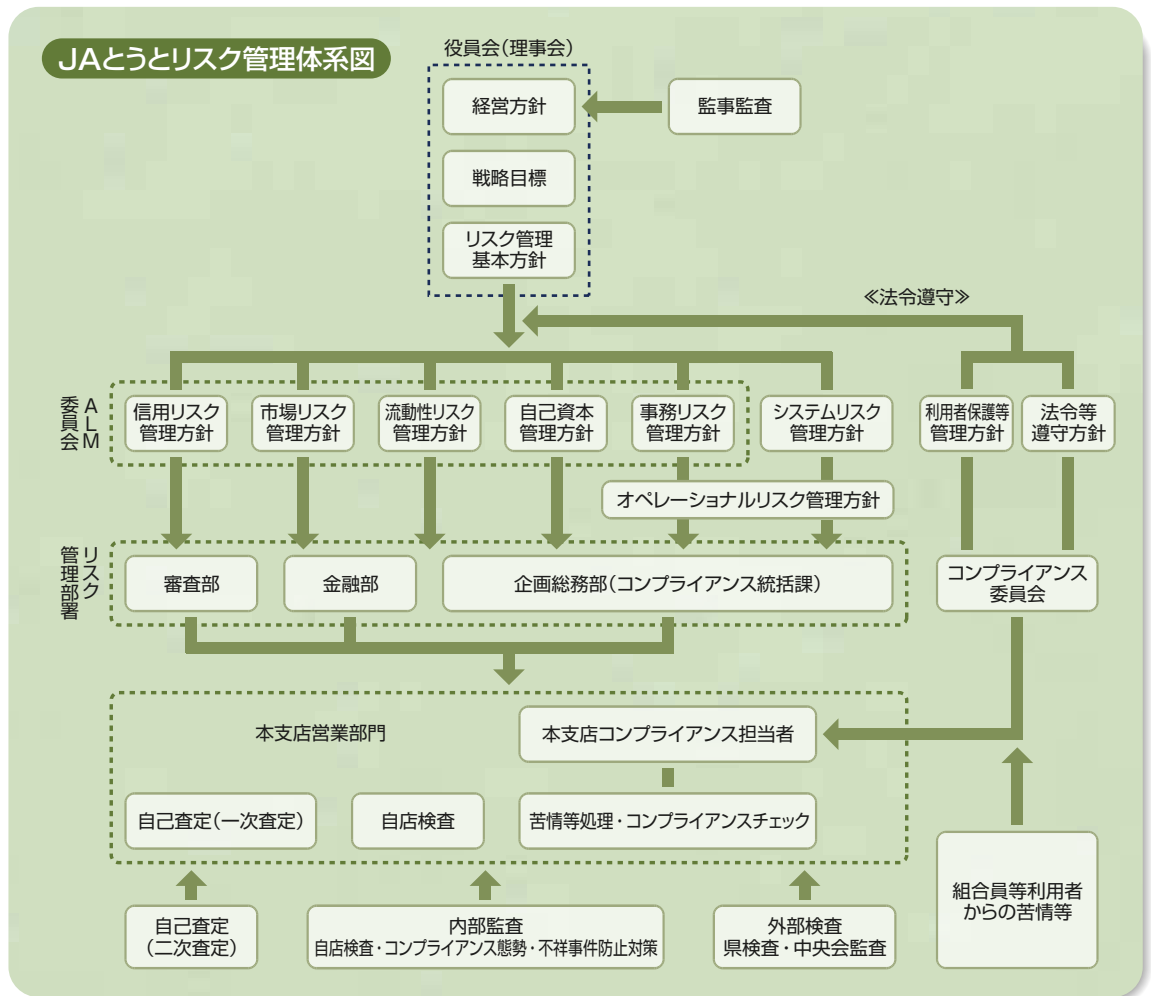 JAとうとリスク管理体系図
役員会(理事会)
経営方針
監事監査
戦略目標
リスク管理
基本方針
≪法令遵守≫
ALM
委員会
信用リスク
管理方針
市場リスク
管理方針
流動性リスク
管理方針
自己資本
管理方針
事務リスク
管理方針
システムリスク
管理方針
利用者保護等
管理方針
法令等
遵守方針
オペレーショナルリスク管理方針
リスク
管理部署
審査部
金融部
企画総務部(コンプライアンス統括課)
コンプライアンス
委員会
本支店営業部門
本支店コンプライアンス担当者
自己査定(一次査定)
自店検査
苦情等処理・コンプライアンスチェック
自己査定
(二次査定)
内部監査
自店検査・コンプライアンス態勢・不祥事件防止対策
外部検査
県検査・中央会監査
組合員等利用者
からの苦情等